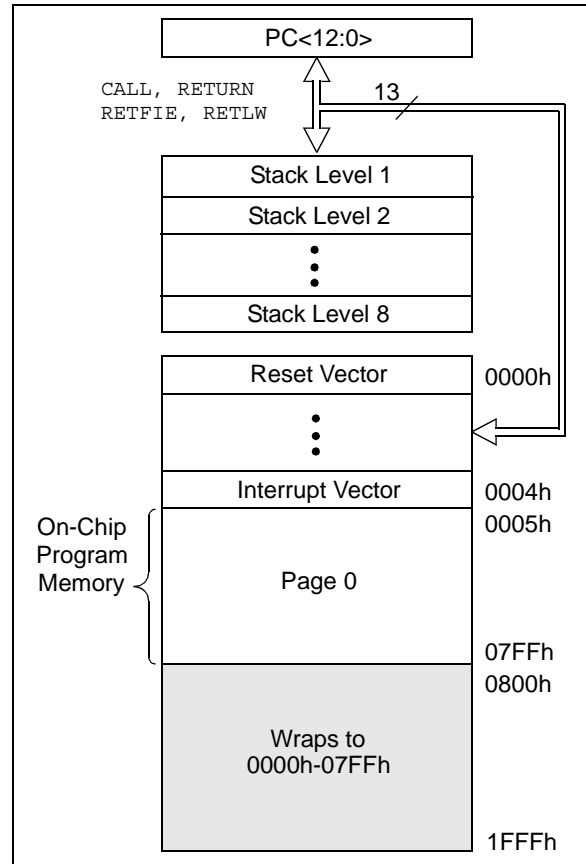 PC<12:0>
CALL, RETURN
RETFIE, RETLW
13
Stack Level 1
Stack Level 2
Stack Level 8
Reset Vector
0000h
Interrupt Vector
0004h
On-Chip
Program
Memory
0005h
Page 0
07FFh
0800h
Wraps to
0000h-07FFh
1FFFh